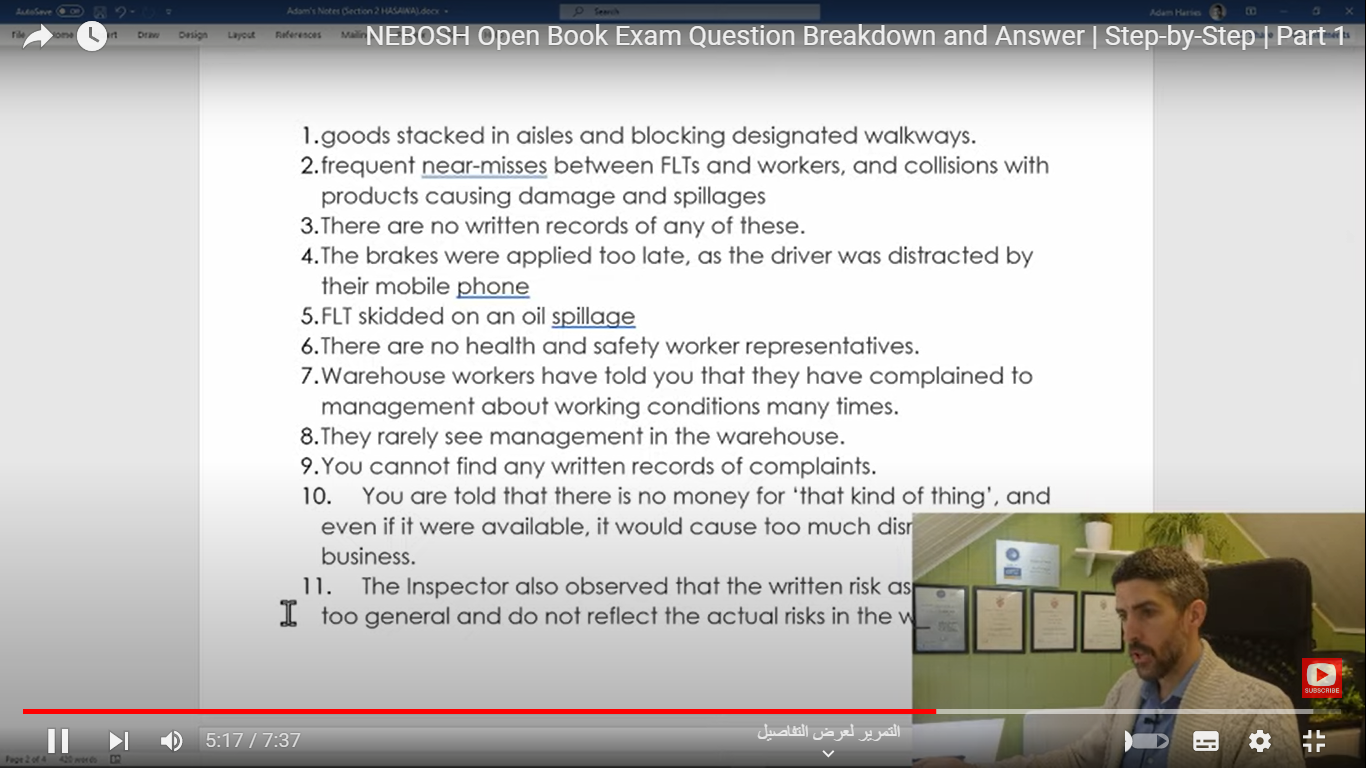 AutoSave Off
Adam's Notes (Section 2 HASAWA).docx
Search
Adam Harries
File Home Draw Design Layout References
NEBOSH Open Book Exam Question Breakdown and Answer | Step-by-Step | Part 1
1.goods stacked in aisles and blocking designated walkways.
2.frequent near-misses between FLTs and workers, and collisions with
products causing damage and spillages
3.There are no written records of any of these.
4.The brakes were applied too late, as the driver was distracted by
their mobile phone
5.FLT skidded on an oil spillage
6.There are no health and safety worker representatives.
7.Warehouse workers have told you that they have complained to
management about working conditions many times.
8.They rarely see management in the warehouse.
9.You cannot find any written records of complaints.
10. You are told that there is no money for ‘that kind of thing’, and
even if it were available, it would cause too much
business.
11. The Inspector also observed that the written risk
too general and do not reflect the actual risks in the
SUBSCRIBE
5:17 / 7:37
التمرير لعرض التفاصيل
Page 2 of 4 420 words